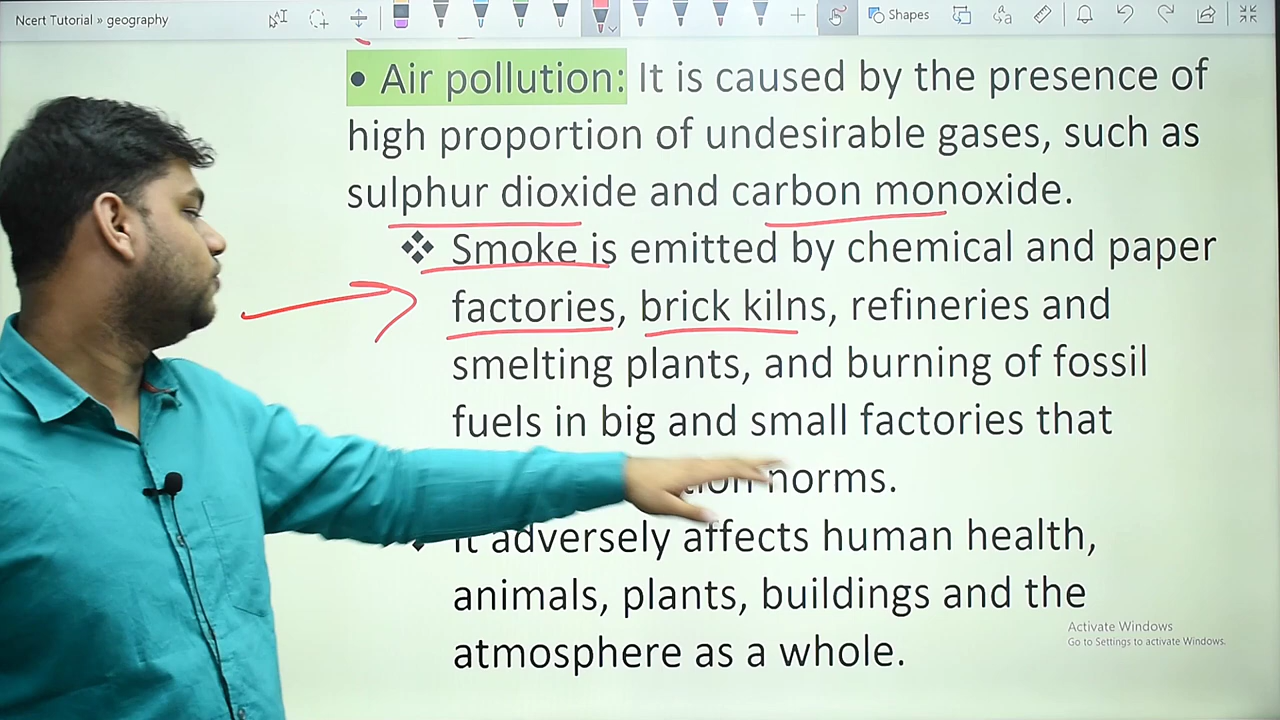 Ncert Tutorial » geography
Shapes
• Air pollution: It is caused by the presence of
high proportion of undesirable gases, such as
sulphur dioxide and carbon monoxide.
❖ Smoke is emitted by chemical and paper
factories, brick kilns, refineries and
smelting plants, and burning of fossil
fuels in big and small factories that
norms.
It adversely affects human health,
animals, plants, buildings and the
atmosphere as a whole.
Activate Windows
Go to Settings to activate Windows.